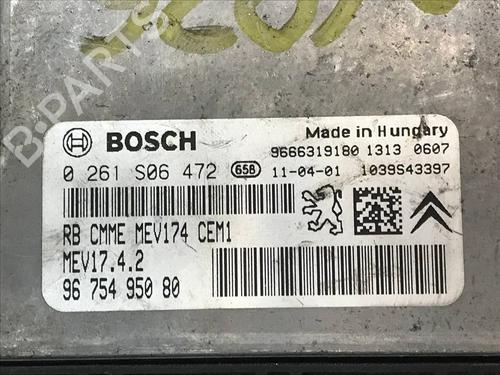 BOSCH
Made in Hungary
9666319180 1313 0607
0 261 S06 472 658 11-04-01 1039S43397
RB CMME MEV174 CEM1
MEV17.4.2
96 754 950 80
B-PARTS